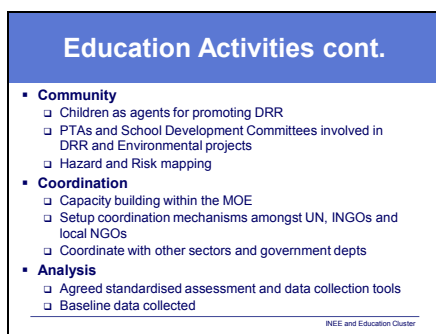 Education Activities cont.
▪ Community
❑ Children as agents for promoting DRR
❑ PTAs and School Development Committees involved in
DRR and Environmental projects
❑ Hazard and Risk mapping
▪ Coordination
❑ Capacity building within the MOE
❑ Setup coordination mechanisms amongst UN, INGOs and
local NGOs
❑ Coordinate with other sectors and government depts
▪ Analysis
❑ Agreed standardised assessment and data collection tools
❑ Baseline data collected
INEE and Education Cluster